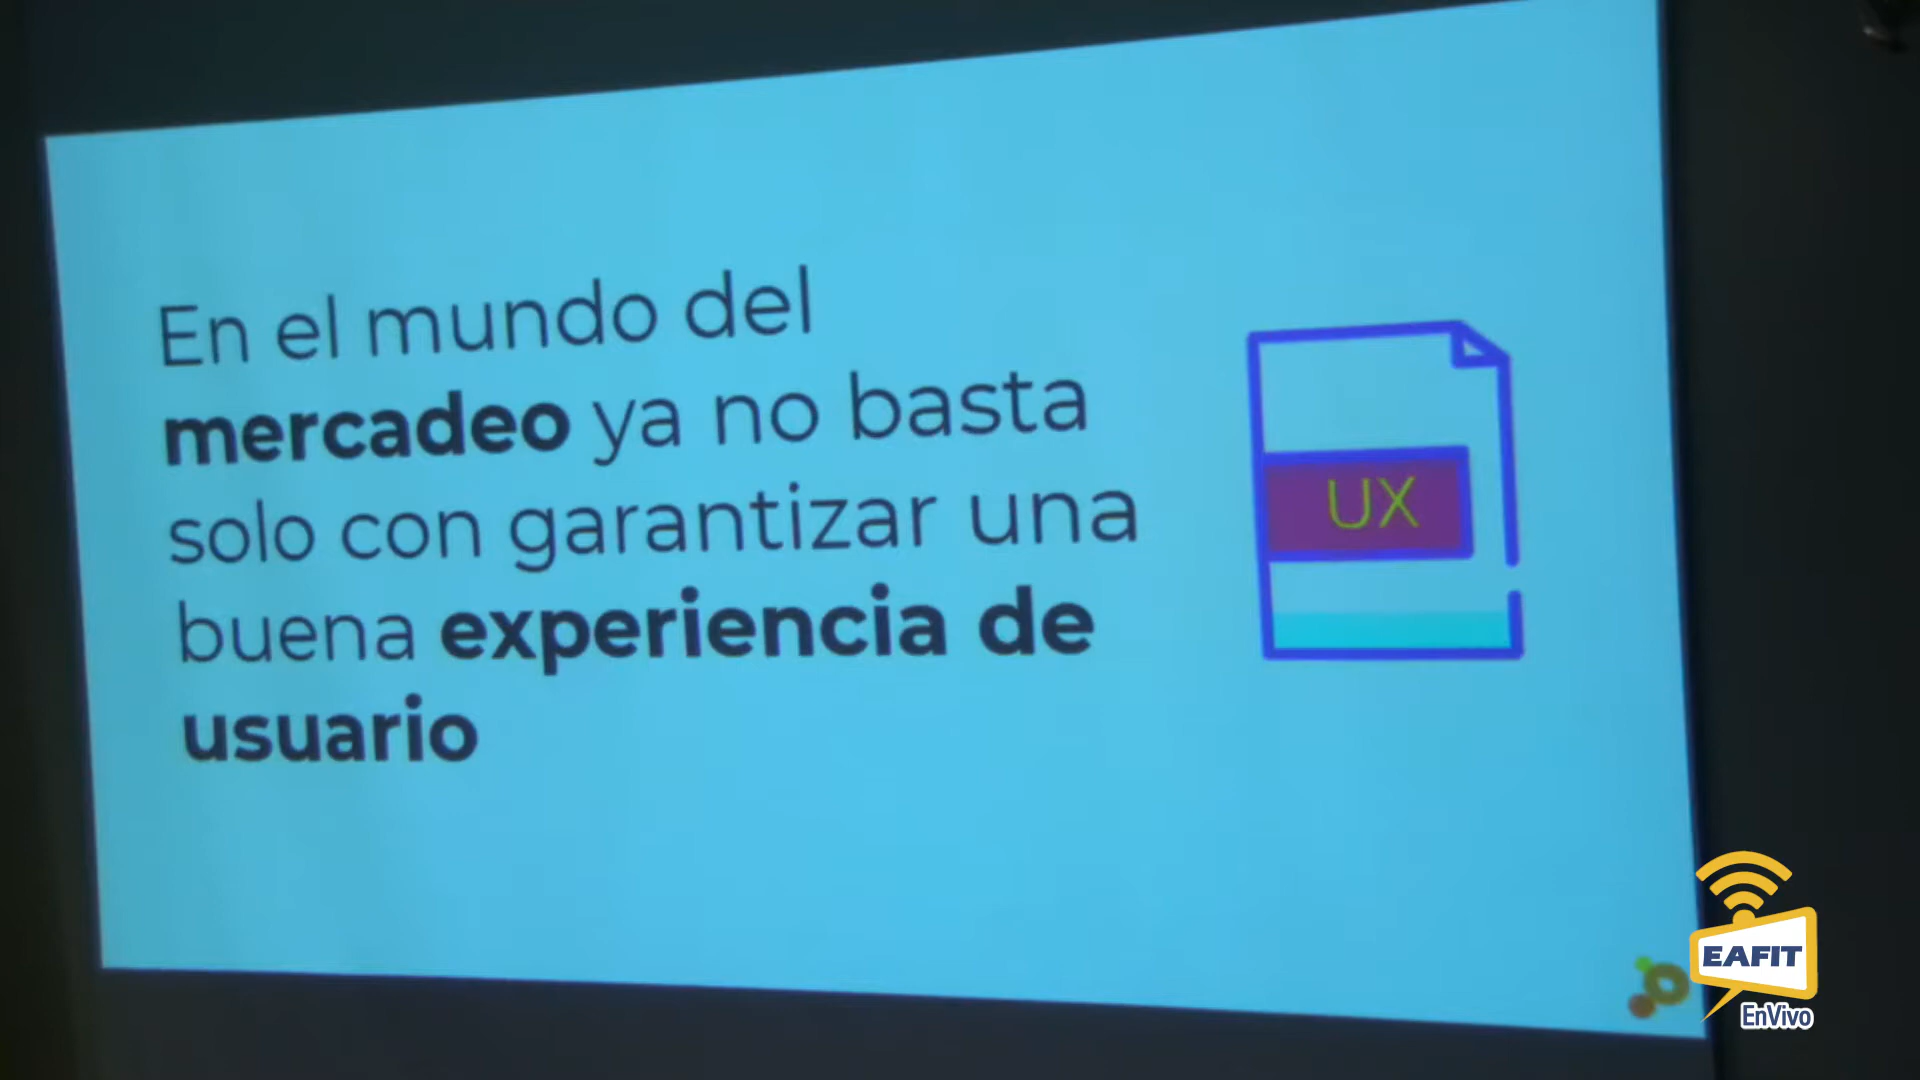 En el mundo del
mercadeo ya no basta
solo con garantizar una
buena experiencia de
usuario
UX
EAFIT
EnVivo